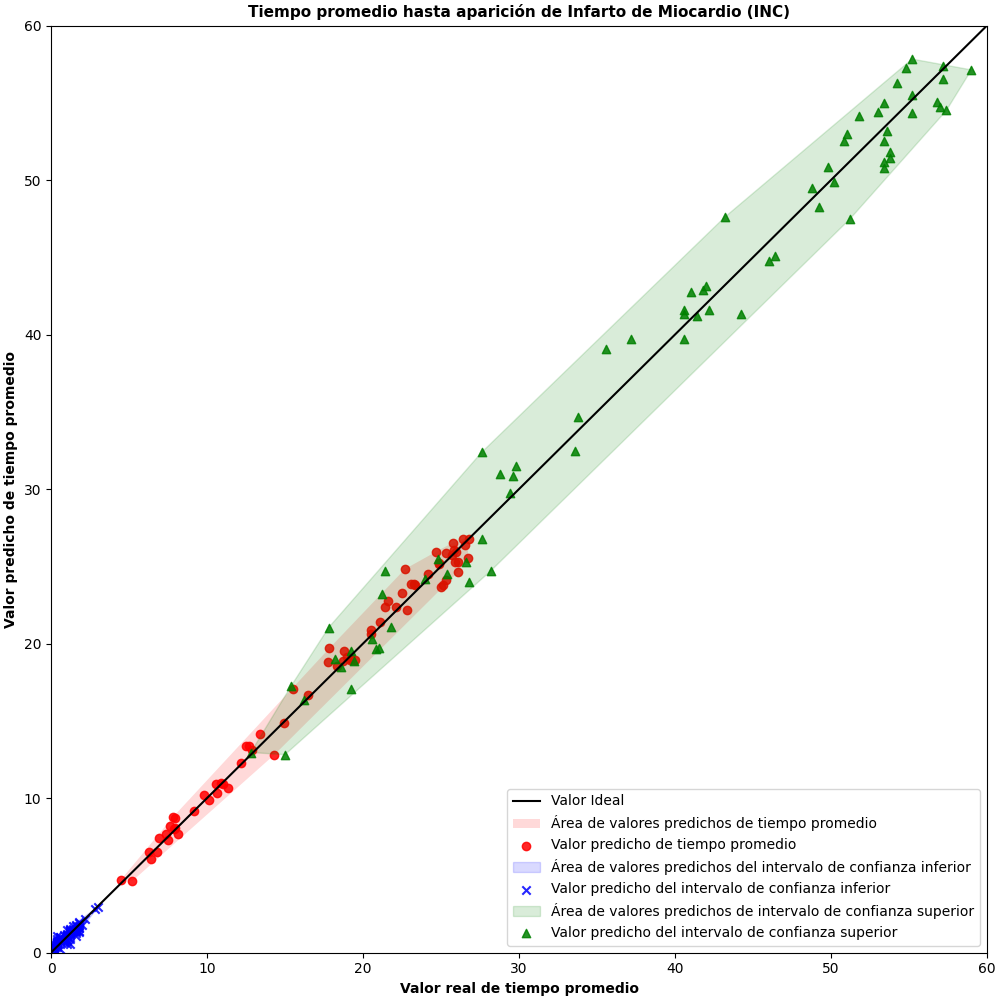 Tiempo promedio hasta aparición de Infarto de Miocardio (INC)
60
50
40
30
20
10
0
Valor predicho de tiempo promedio
Valor Ideal
Área de valores predichos de tiempo promedio
Valor predicho de tiempo promedio
Área de valores predichos del intervalo de confianza inferior
Valor predicho del intervalo de confianza inferior
Área de valores predichos de intervalo de confianza superior
Valor predicho del intervalo de confianza superior
0 10 20 30 40 50 60
Valor real de tiempo promedio